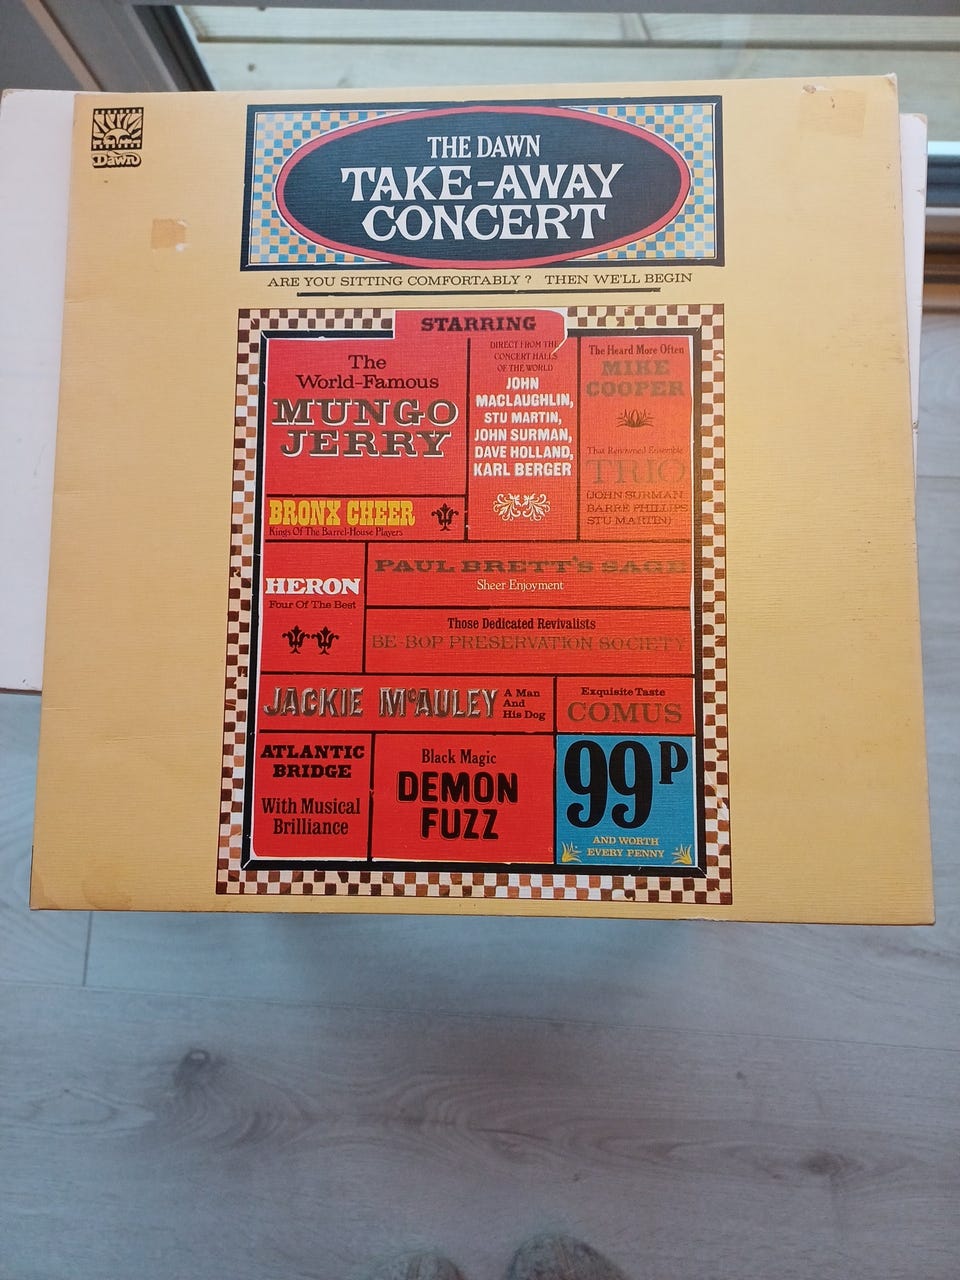 Dawn
THE DAWN
TAKE-AWAY
CONCERT
ARE YOU SITTING COMFORTABLY? THEN WE'LL BEGIN
STARRING
The
World-Famous
MUNGO
JERRY
BRONX CHEER
Kings Of The Barrel-House Players
DIRECT FROM THE
CONCERT HALLS
OF THE WORLD
JOHN
MACLAUGHLIN,
STU MARTIN,
JOHN SURMAN,
DAVE HOLLAND,
KARL BERGER
The Heard More Often
MIKE
COOPER
That Renowned Ensemble
TRIO
(JOHN SURMAN
BARRE PHILLIPS
STU MARTIN)
HERON
Four Of The Best
PAUL BRETT'S SAGE
Sheer Enjoyment
Those Dedicated Revivalists
BE-BOP PRESERVATION SOCIETY
JACKIE McAULEY
A Man
And
His Dog
Exquisite Taste
COMUS
ATLANTIC
BRIDGE
With Musical
Brilliance
Black Magic
DEMON
FUZZ
99P
AND WORTH
EVERY PENNY